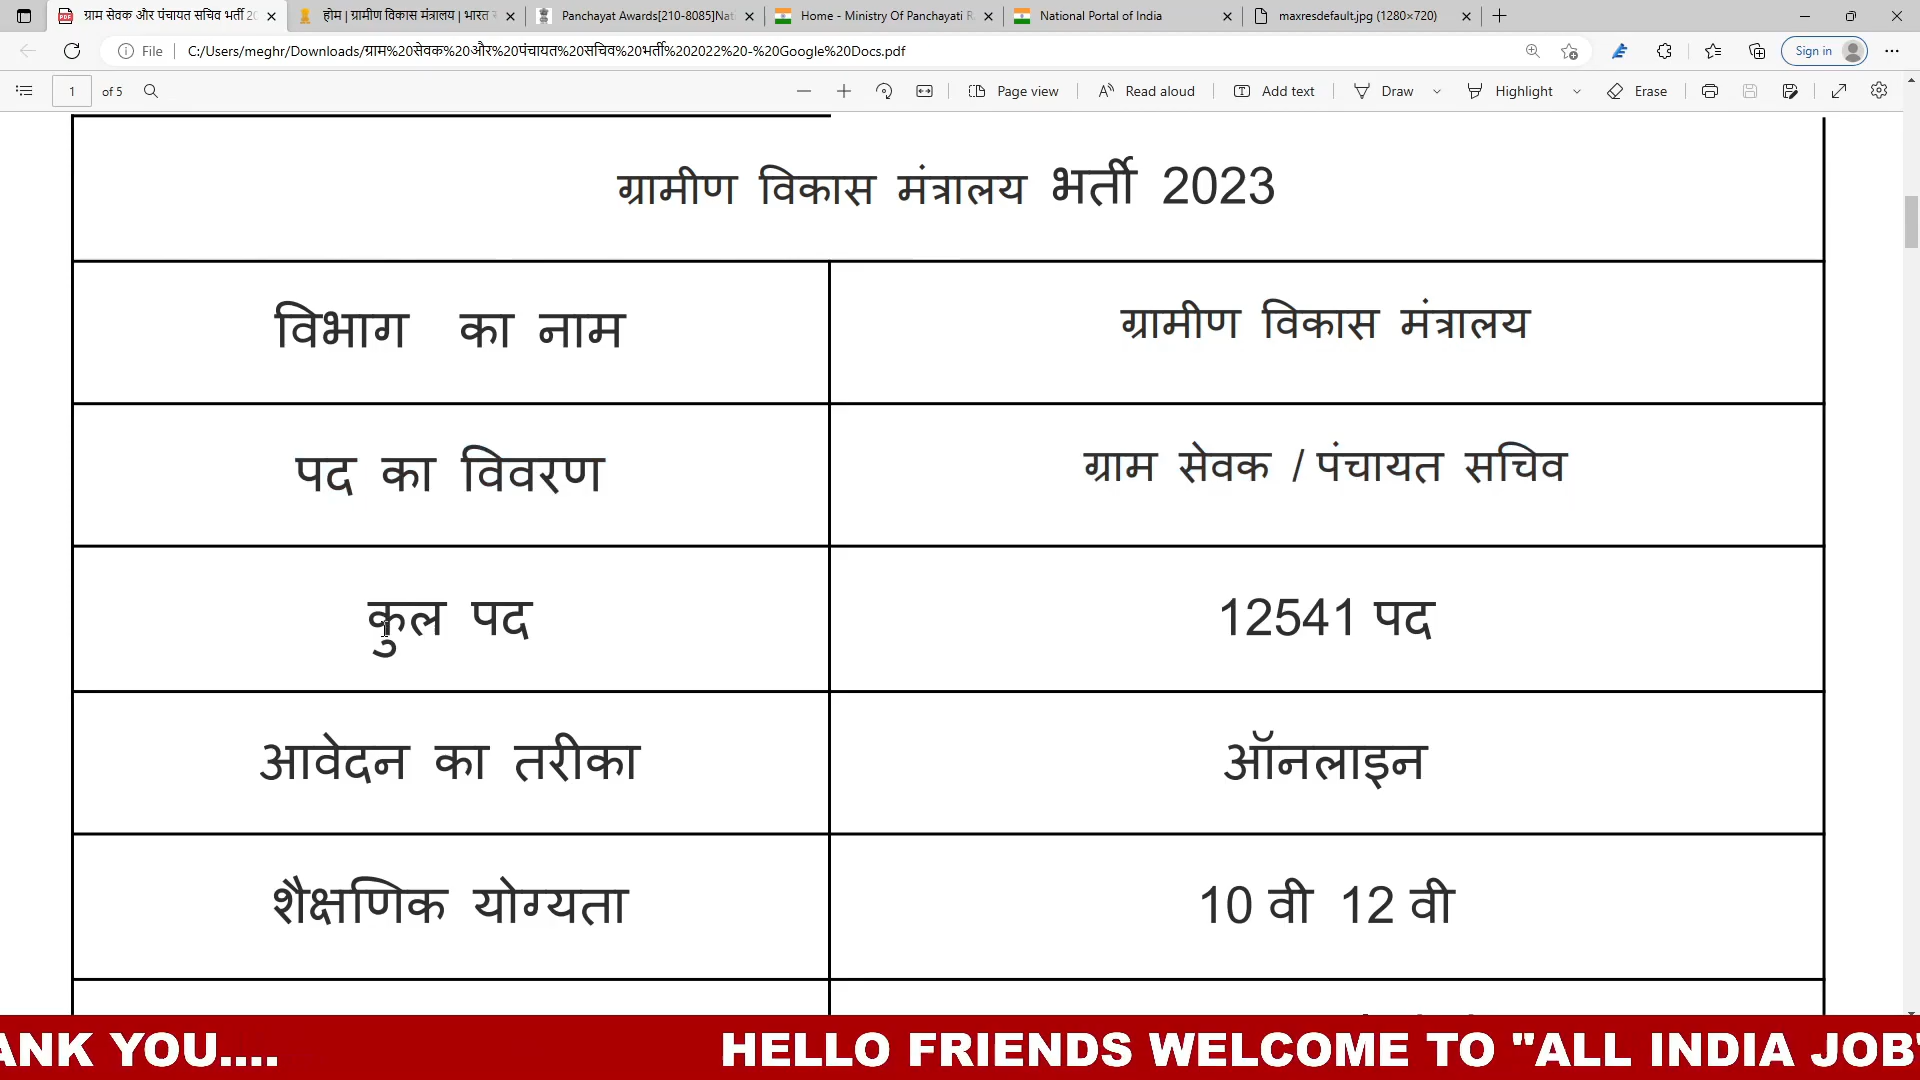 ग्राम सेवक और पंचायत सचिव भर्ती 20
होम | ग्रामीण विकास मंत्रालय | भारत स
Panchayat Awards[210-8085]Nati
Home - Ministry Of Panchayati R
National Portal of India
maxresdefault.jpg (1280×720)
File
C:/Users/meghr/Downloads/ग्राम%20सेवक%20और%20पंचायत%20सचिव%20भर्ती%202022%20-%20Google%20Docs.pdf
Sign in
1 of 5
Page view
Read aloud
Add text
Draw
Highlight
Erase
ग्रामीण विकास मंत्रालय भर्ती 2023
विभाग का नाम
ग्रामीण विकास मंत्रालय
पद का विवरण
ग्राम सेवक / पंचायत सचिव
कुल पद
12541 पद
आवेदन का तरीका
ऑनलाइन
शैक्षणिक योग्यता
10 वी 12 वी
ANK YOU.... HELLO FRIENDS WELCOME TO "ALL INDIA JOB"